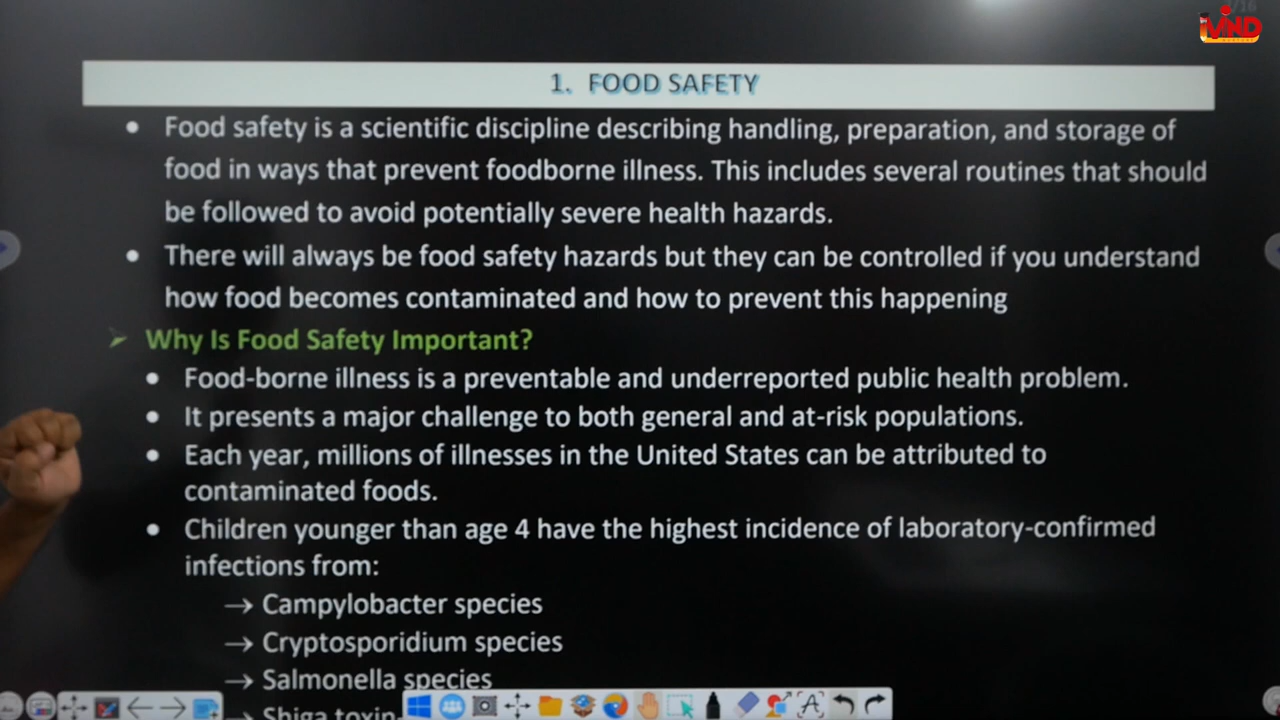 1. FOOD SAFETY
• Food safety is a scientific discipline describing handling, preparation, and storage of
food in ways that prevent foodborne illness. This includes several routines that should
be followed to avoid potentially severe health hazards.
• There will always be food safety hazards but they can be controlled if you understand
how food becomes contaminated and how to prevent this happening
➢ Why Is Food Safety Important?
• Food-borne illness is a preventable and underreported public health problem.
• It presents a major challenge to both general and at-risk populations.
• Each year, millions of illnesses in the United States can be attributed to
contaminated foods.
• Children younger than age 4 have the highest incidence of laboratory-confirmed
infections from:
→ Campylobacter species
→ Cryptosporidium species
→ Salmonella species
→ Shiga toxin-